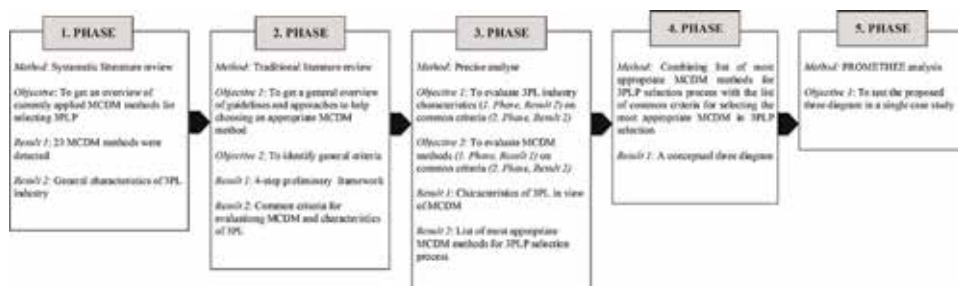 1. PHASE
Method: Systematic literature review
Objective: To get an overview of
currently applied MCDM methods for
selecting 3PLP
Result 1: 23 MCDM methods were
detected
Result 2: General characteristics of 3PL
industry
2. PHASE
Method: Traditional literature review
Objective 1: To get a general overview
of guidelines and approaches to help
choosing an appropriate MCDM
method
Objective 2: To identify general criteria
Result 1: 4-step preliminary framework
Result 2: Common criteria for
evaluationg MCDM and characteristics
of 3PL
3. PHASE
Method: Precise analyse
Objective 1: To evaluate 3PL industry
characteristics (1. Phase, Result 2) on
common criteria (2. Phase, Result 2)
Objective 2: To evaluate MCDM
methods (1. Phase, Result 1) on
common criteria (2. Phase, Result 2)
Result 1: Characteristics of 3PL in view
of MCDM
Result 2: List of most appropriate
MCDM methods for 3PLP selection
process
4. PHASE
Method: Combining list of most
appropriate MCDM methods for
3PLP selection process with the list
of common criteria for selecting the
most appropriate MCDM in 3PLP
selection
Result 1: A conceptual three diagram
5. PHASE
Method: PROMETHEE analysis
Objective 1: To test the proposed
three diagram in a single case study